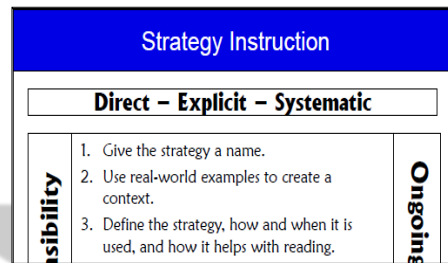 Strategy Instruction
Direct – Explicit – Systematic
1. Give the strategy a name.
2. Use real-world examples to create a
context.
3. Define the strategy, how and when it is
used, and how it helps with reading.
sibility
Ongoing